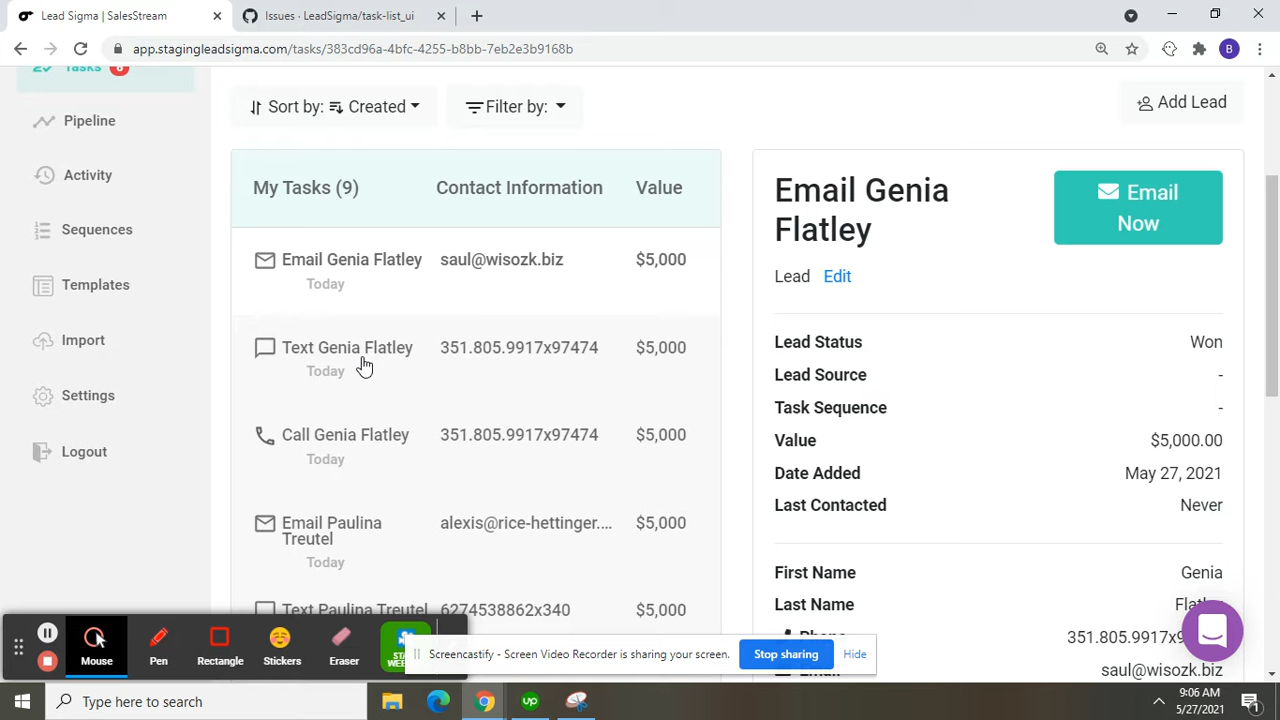 Lead Sigma | SalesStream
Issues · LeadSigma/task-list_ui
app.stagingleadsigma.com/tasks/383cd96a-4bfc-4255-b8bb-7eb2e3b9168b
B
Tasks
Pipeline
Activity
Sequences
Templates
Import
Settings
Logout
Sort by: Created
Filter by:
Add Lead
My Tasks (9)
Contact Information
Value
Email Genia Flatley
saul@wisozk.biz
$5,000
Today
Text Genia Flatley
351.805.9917x97474
$5,000
Today
Call Genia Flatley
351.805.9917x97474
$5,000
Today
Email Paulina
Treutel
alexis@rice-hettinger....
$5,000
Today
Text Paulina Treutel
6274538862x340
$5,000
Email Genia
Flatley
Email
Now
Lead Edit
Lead Status
Won
Lead Source
-
Task Sequence
-
Value
$5,000.00
Date Added
May 27, 2021
Last Contacted
Never
First Name
Genia
Last Name
Phone
351.805.9917x
saul@wisozk.biz
Mouse
Pen
Rectangle
Stickers
Eraser
Screencastify - Screen Video Recorder is sharing your screen.
Stop sharing
Hide
Type here to search
up
9:06 AM
5/27/2021
1